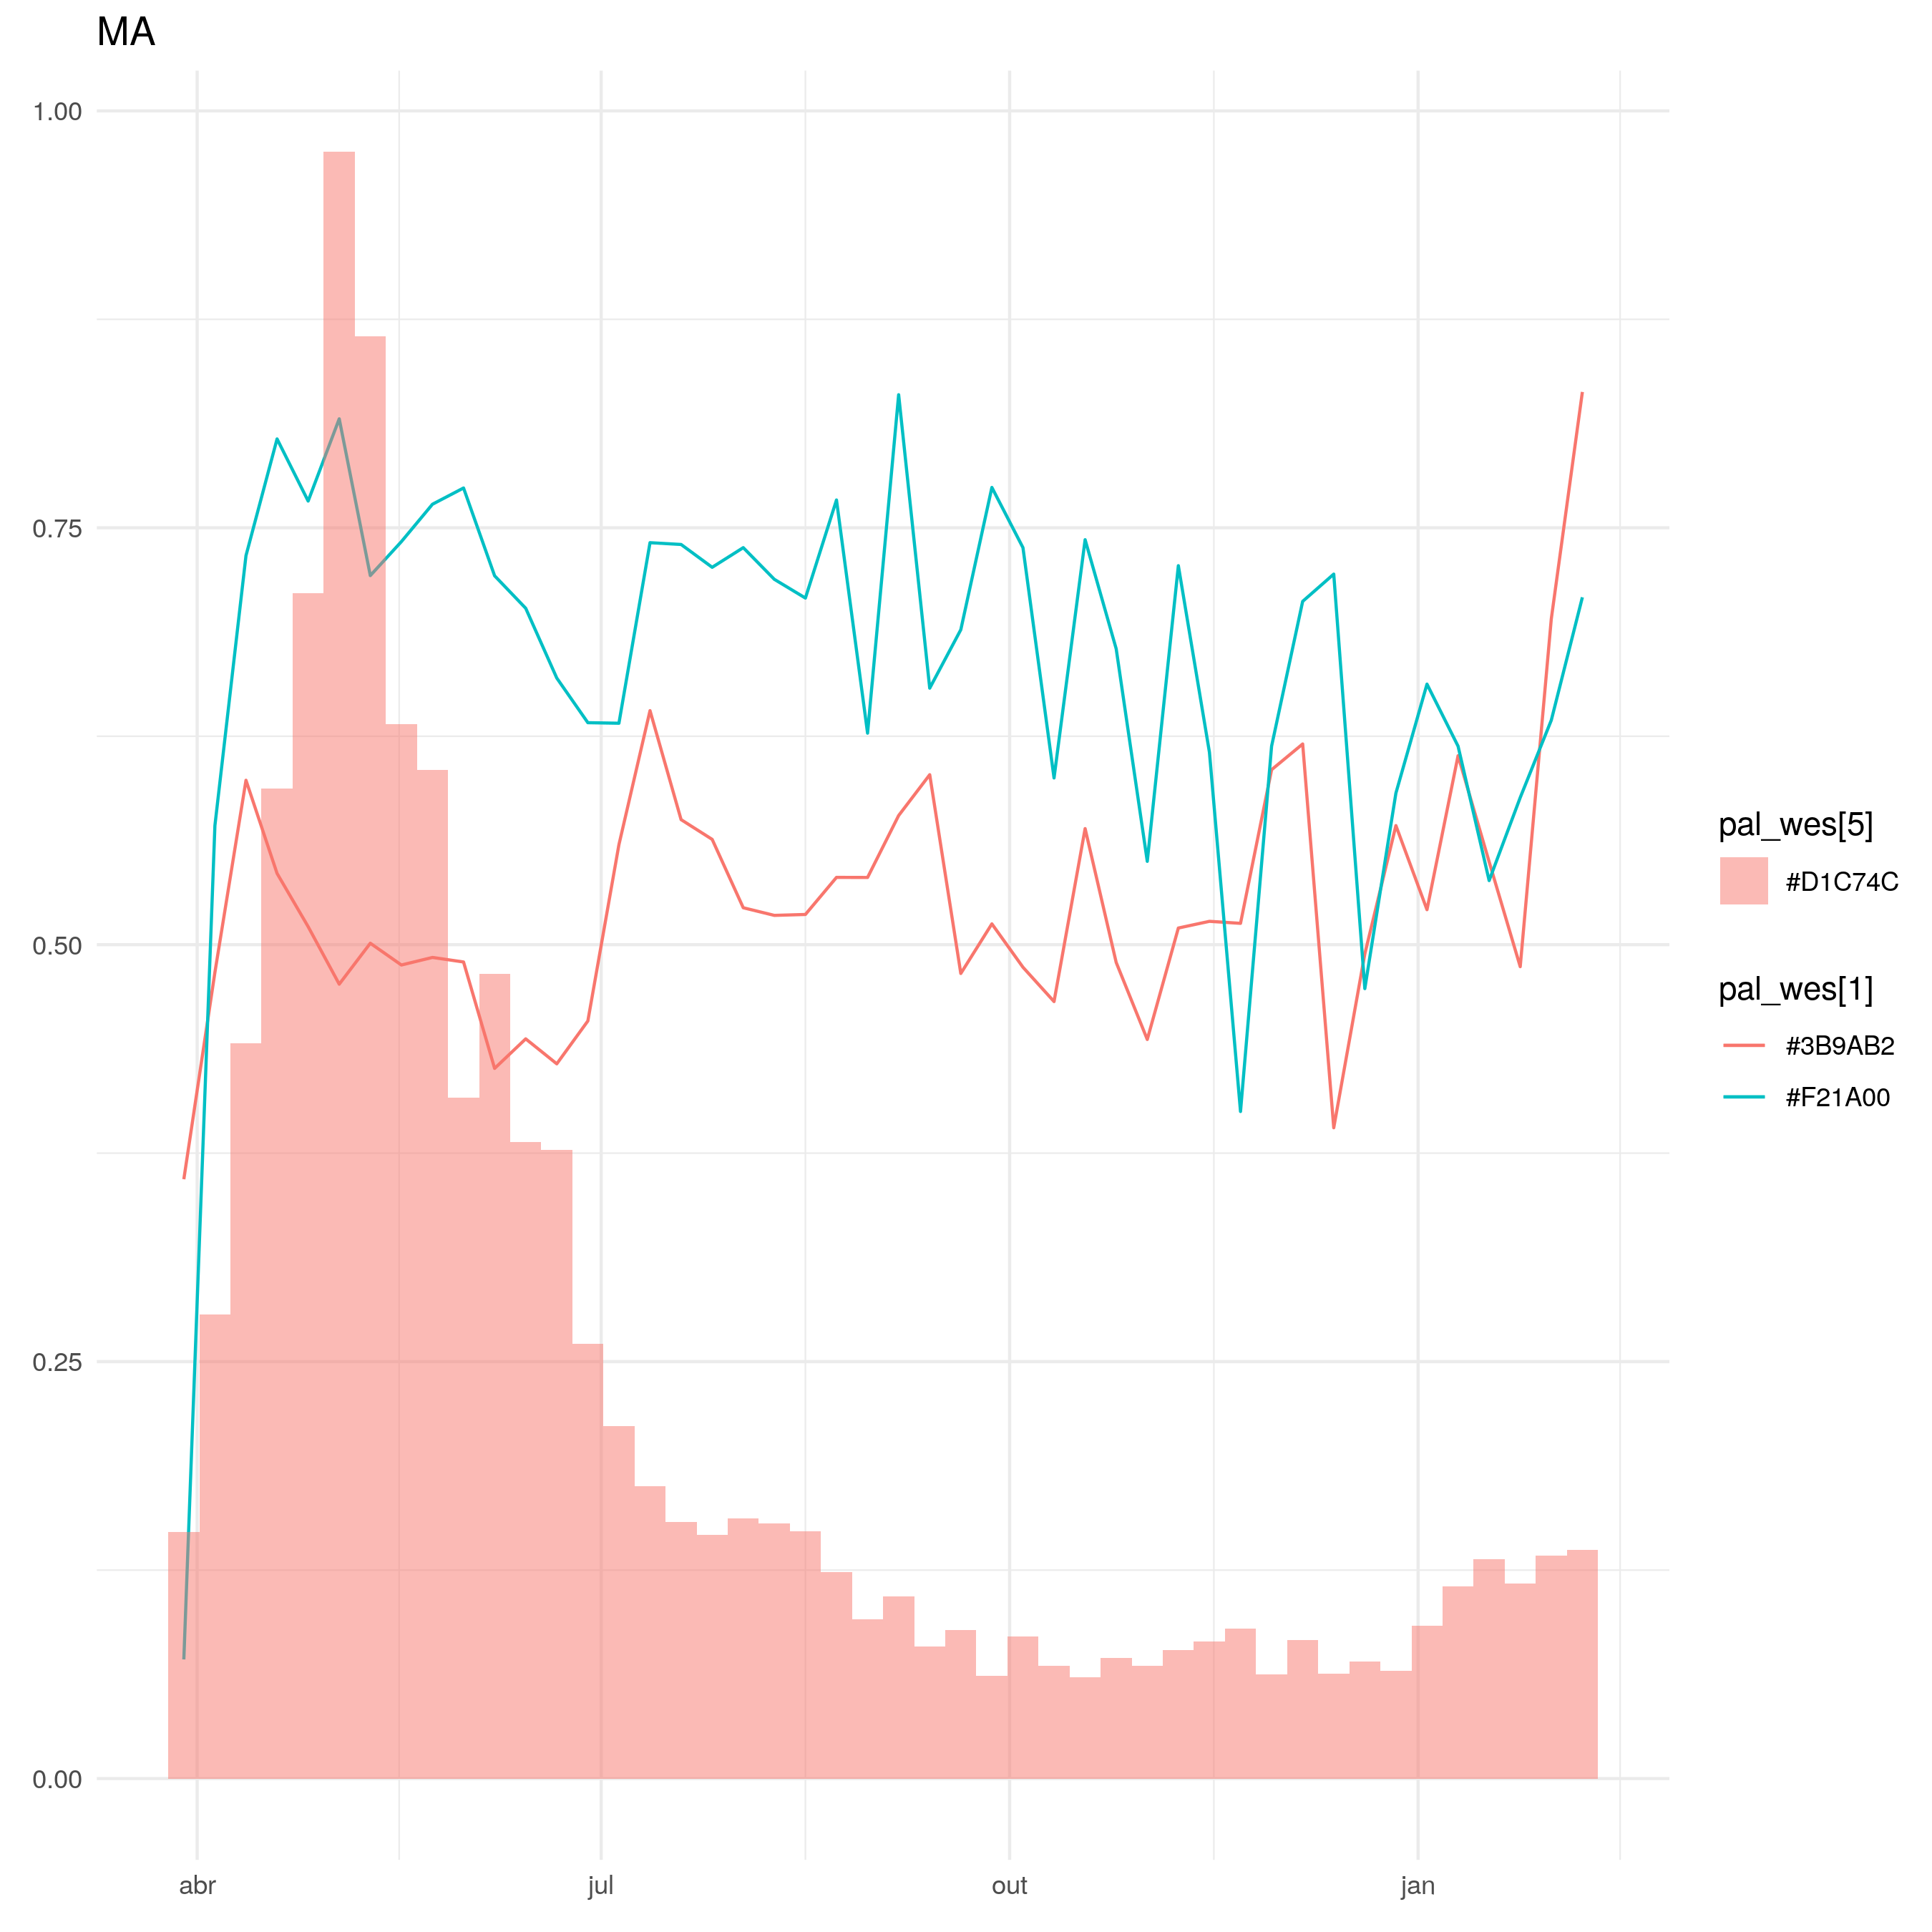 MA
1.00
0.75
0.50
0.25
0.00
abr
jul
out
jan
pal_wes[5]
#D1C74C
pal_wes[1]
#3B9AB2
#F21A00